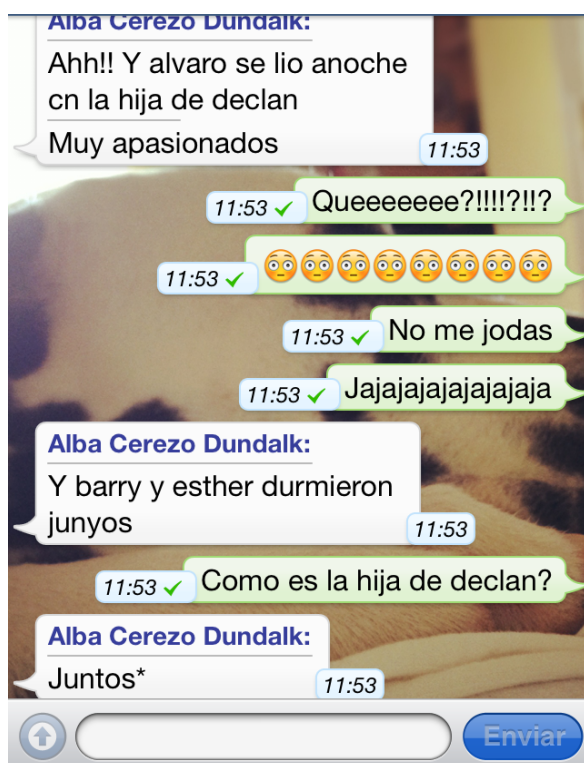 Alba Cerezo Dundalk:
Ahh!! Y alvaro se lio anoche
cn la hija de declan
Muy apasionados
11:53
11:53
Queeeeeee?!!!!?!!?
11:53
😳😳😳😳😳😳😳😳
11:53
No me jodas
11:53
Jajajajajajajajaja
Alba Cerezo Dundalk:
Y barry y esther durmieron
junyos
11:53
11:53
Como es la hija de declan?
Alba Cerezo Dundalk:
Juntos*
11:53
Enviar